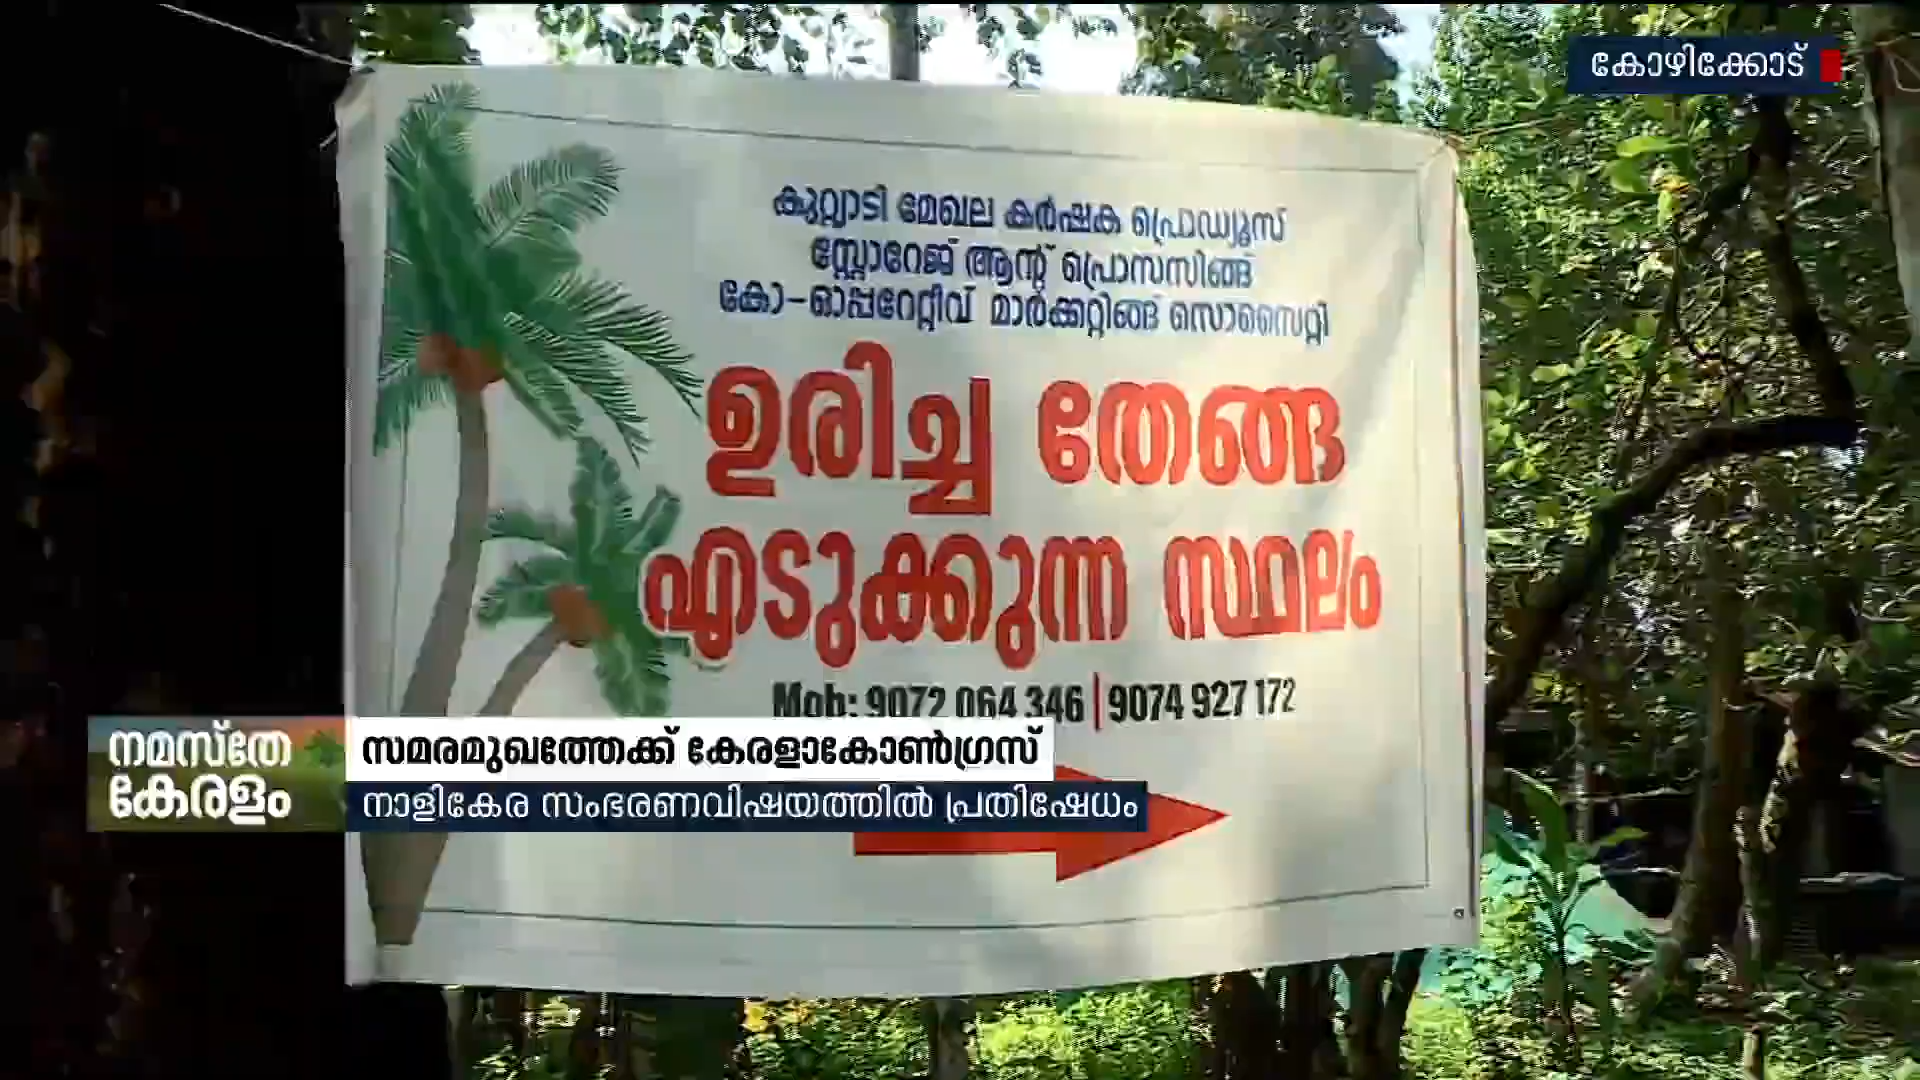 കോഴിക്കോട്
കുറ്റ്യാടി മേഖല കർഷക പ്രൊഡ്യൂസ്
സ്റ്റോറേജ് ആന്റ് പ്രൊസസിങ്ങ്
കോ-ഓപ്പറേറ്റീവ് മാർക്കറ്റിങ്ങ് സൊസൈറ്റി
ഉരിച്ച തേങ്ങ
എടുക്കുന്ന സ്ഥലം
Mob: 9072 064 346 | 9074 927 172
നമസ്തേ
കേരളം
സമരമുഖത്തേക്ക് കേരളാകോൺഗ്രസ്
നാളികേര സംഭരണവിഷയത്തിൽ പ്രതിഷേധം